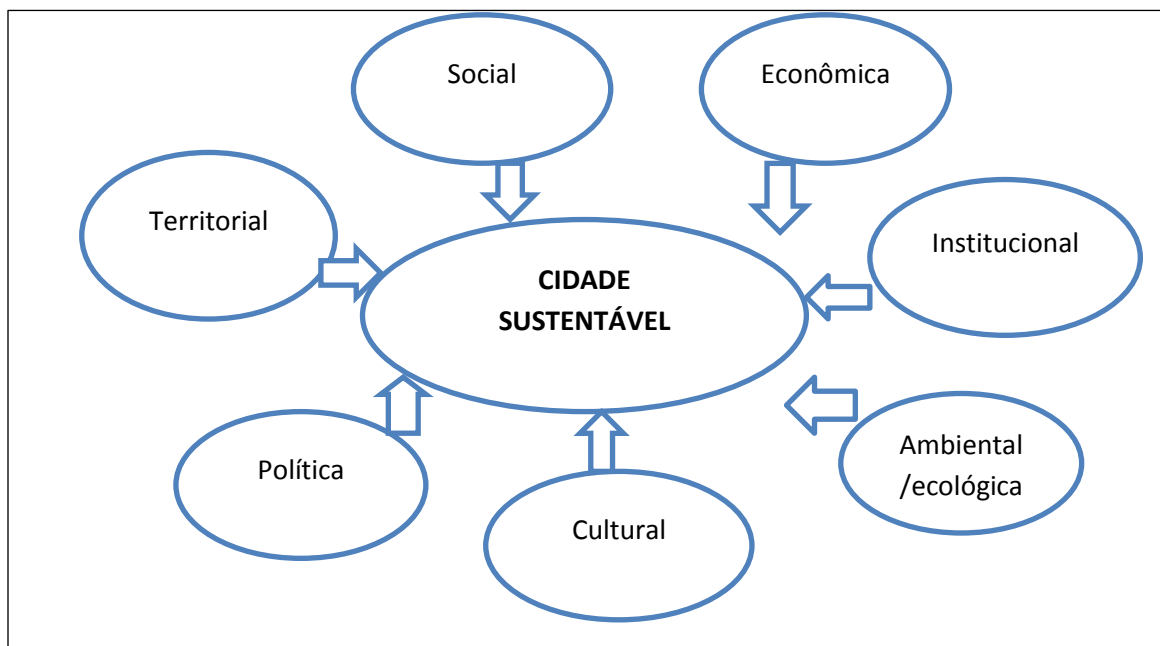 Social
Econômica
Territorial
Institucional
CIDADE
SUSTENTÁVEL
Política
Ambiental
/ecológica
Cultural